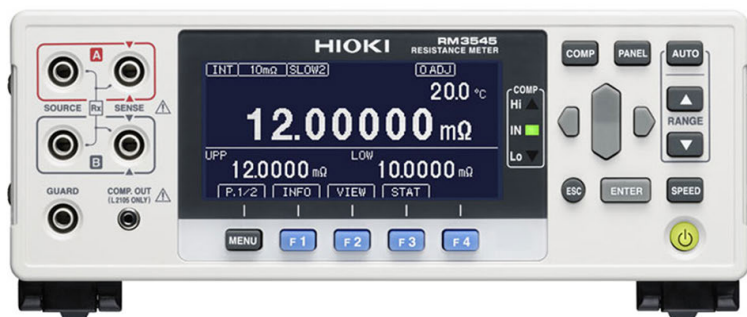 HIOKI
RM3545
RESISTANCE METER
INT 10mΩ SLOW2 0 ADJ
20.0 °C
12.00000 mΩ
UPP LOW
12.0000 mΩ 10.0000 mΩ
P.1/2 INFO VIEW STAT
COMP
Hi
IN
Lo
A
SOURCE Rx SENSE
B
GUARD COMP. OUT
(L2105 ONLY)
MENU F1 F2 F3 F4
COMP PANEL AUTO
RANGE
ESC ENTER SPEED